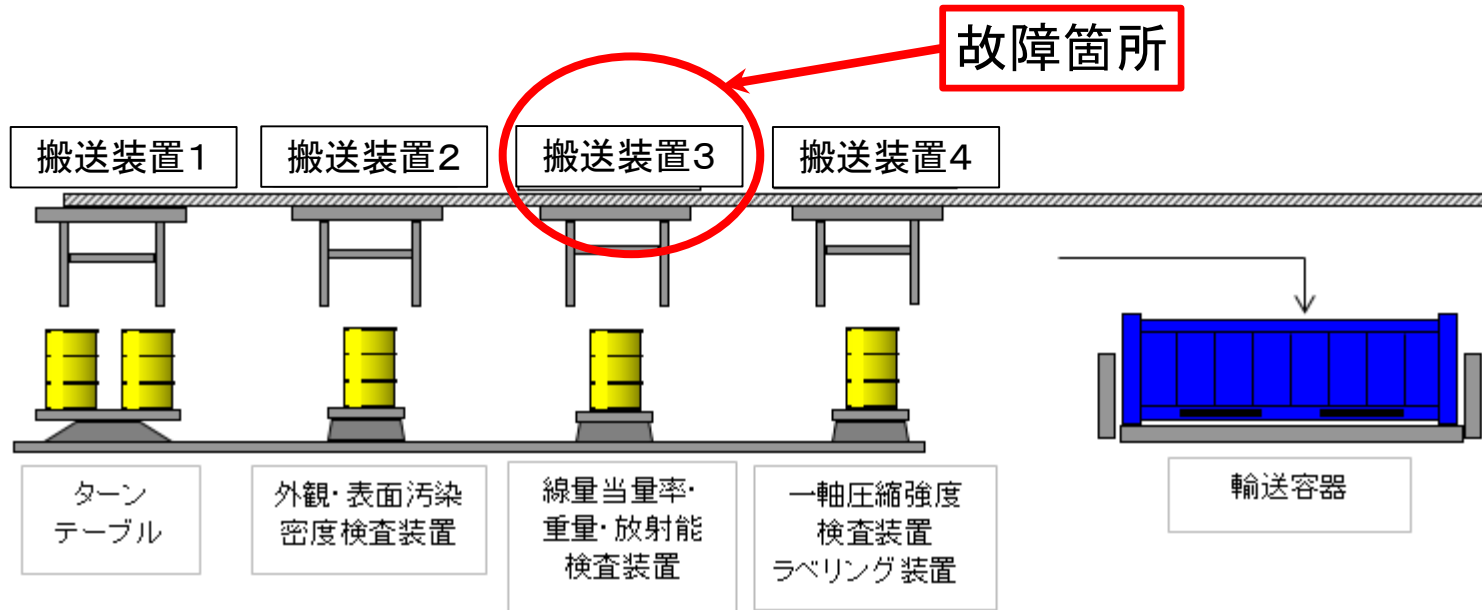 故障箇所
搬送装置1
搬送装置2
搬送装置3
搬送装置4
ターン
テーブル
外観・表面汚染
密度検査装置
線量当量率・
重量・放射能
検査装置
一軸圧縮強度
検査装置
ラベリング装置
輸送容器